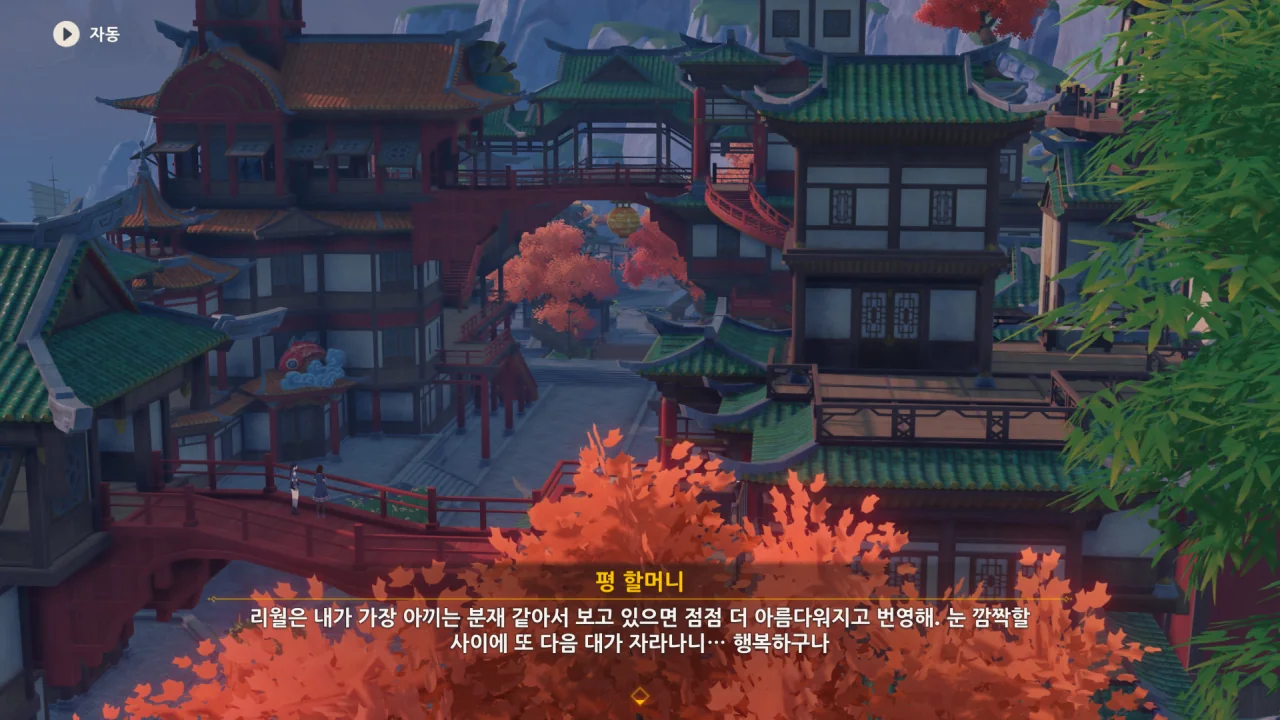 자동
평 할머니
리월은 내가 가장 아끼는 분재 같아서 보고 있으면 점점 더 아름다워지고 번영해. 눈 깜짝할
사이에 또 다음 대가 자라나니… 행복하구나